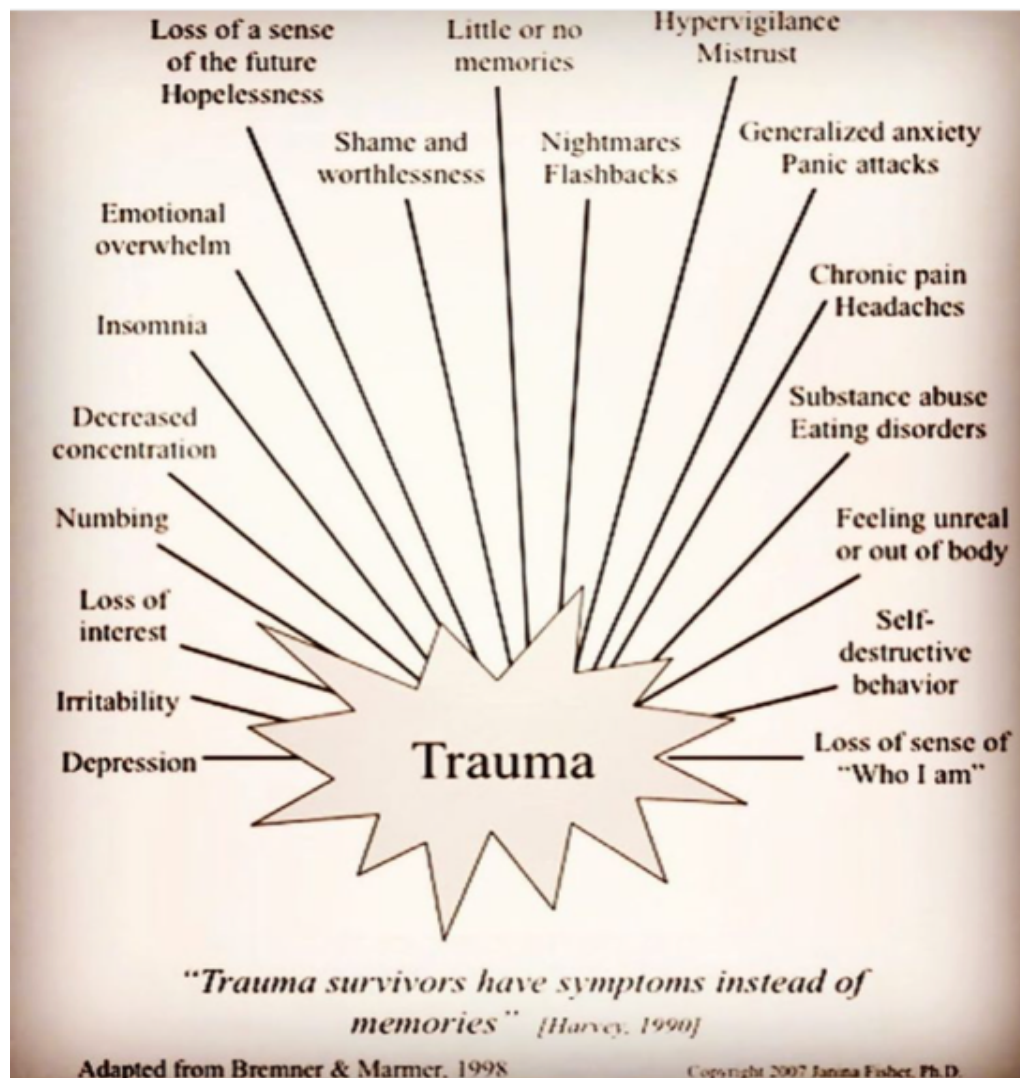 Loss of a sense
of the future
Hopelessness
Little or no
memories
Hypervigilance
Mistrust
Shame and
worthlessness
Nightmares
Flashbacks
Generalized anxiety
Panic attacks
Emotional
overwhelm
Chronic pain
Headaches
Insomnia
Substance abuse
Eating disorders
Decreased
concentration
Feeling unreal
or out of body
Numbing
Self-
destructive
behavior
Loss of
interest
Irritability
Loss of sense of
"Who I am"
Depression
Trauma
"Trauma survivors have symptoms instead of
memories" [Harvey, 1990]
Adapted from Bremner & Marmer, 1998
Copyright 2007 Janina Fisher, Ph.D.